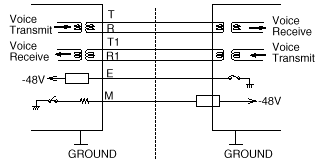 T
Voice
Transmit
R
Voice
Receive
T1
Voice
Receive
R1
Voice
Transmit
E
-48V
M
-48V
GROUND
GROUND